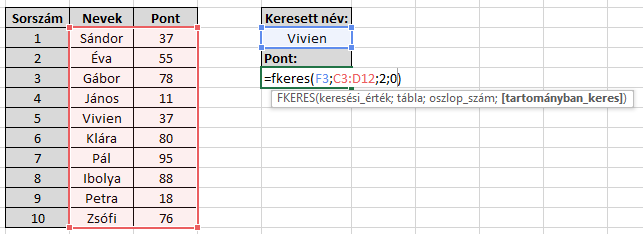 Sorszám Nevek Pont Keresett név:
1 Sándor 37 Vivien
2 Éva 55 Pont:
3 Gábor 78 =fkeres(F3;C3:D12;2;0)
4 János 11 FKERES(keresési_érték; tábla; oszlop_szám; [tartományban_keres])
5 Vivien 37
6 Klára 80
7 Pál 95
8 Ibolya 88
9 Petra 18
10 Zsófi 76